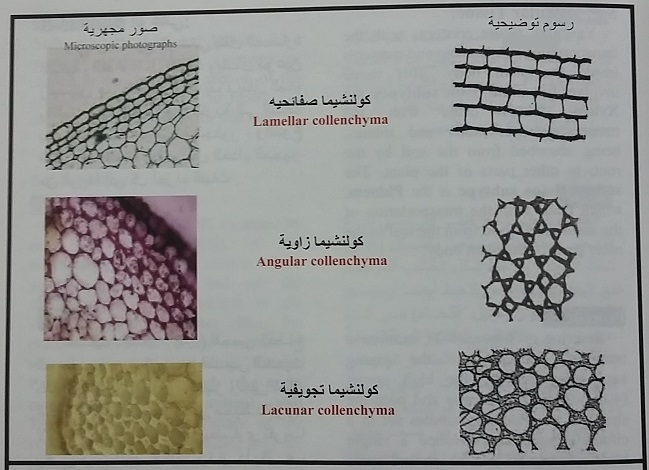 صور مجهرية
Microscopic photographs
رسوم توضيحية
كولنشيما صفائحيه
Lamellar collenchyma
كولنشيما زاوية
Angular collenchyma
كولنشيما تجويفية
Lacunar collenchyma